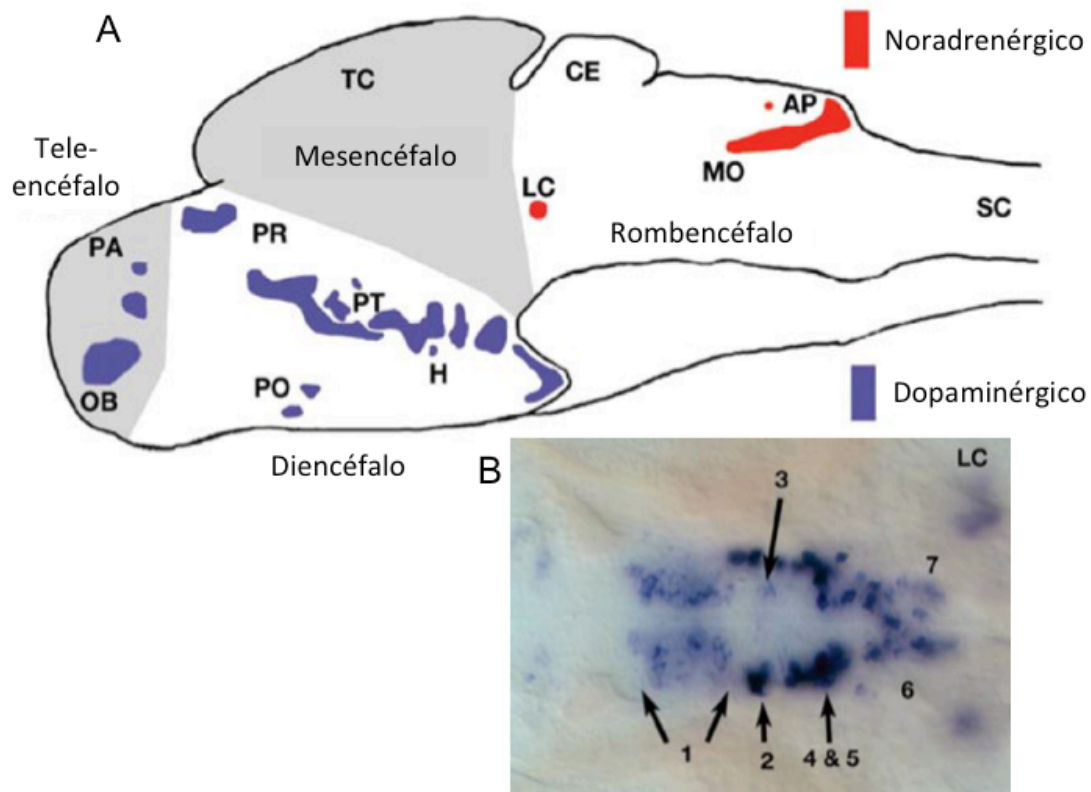 A
Noradrenérgico
TC
CE
AP
Mesencéfalo
Tele-
encéfalo
MO
LC
SC
PA
PR
Rombencéfalo
PT
H
PO
OB
Dopaminérgico
Diencéfalo
B
LC
3
7
6
1
2
4 & 5